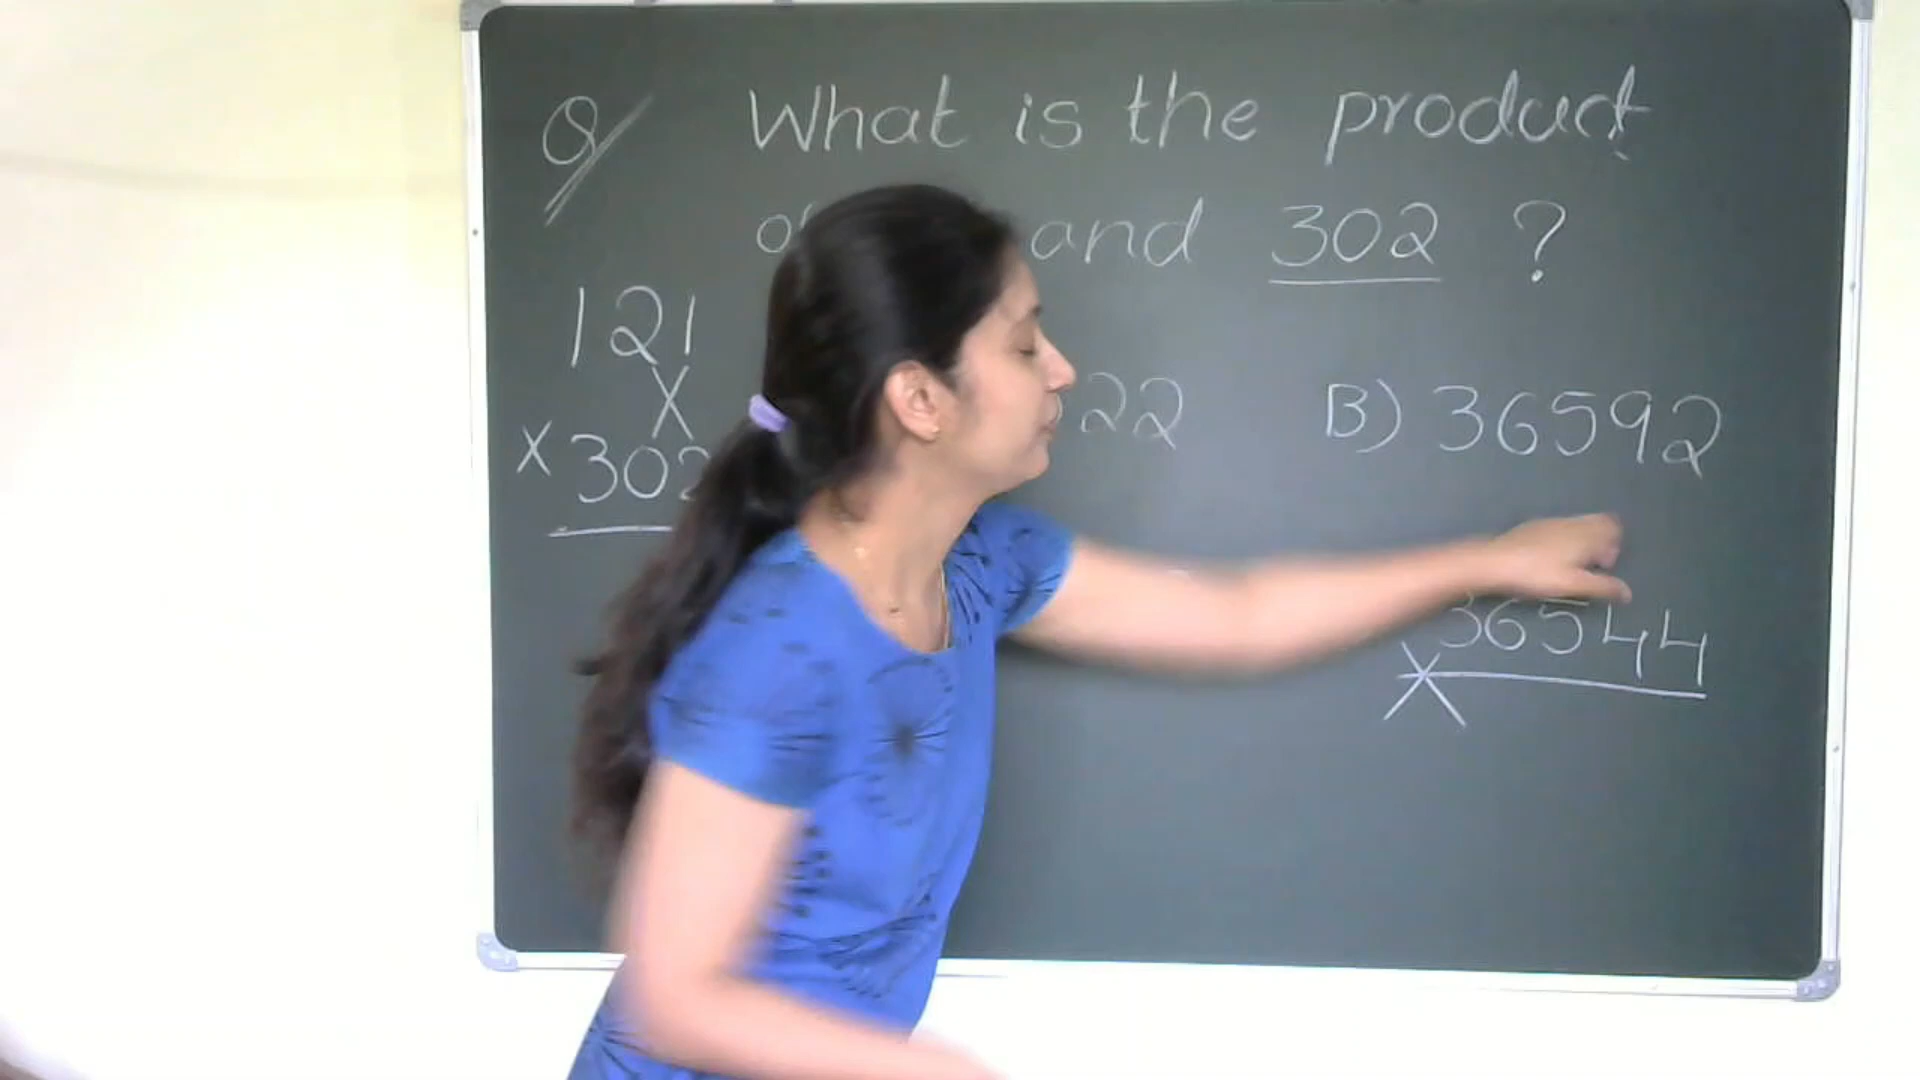 Q/ What is the product
and 302 ?
121
22 B) 36592
X 302
36544